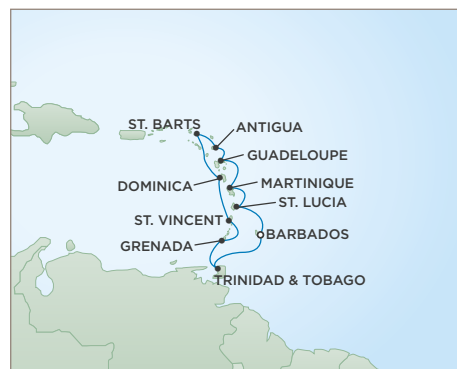 ST. BARTS
ANTIGUA
GUADELOUPE
DOMINICA
MARTINIQUE
ST. LUCIA
ST. VINCENT
BARBADOS
GRENADA
TRINIDAD & TOBAGO